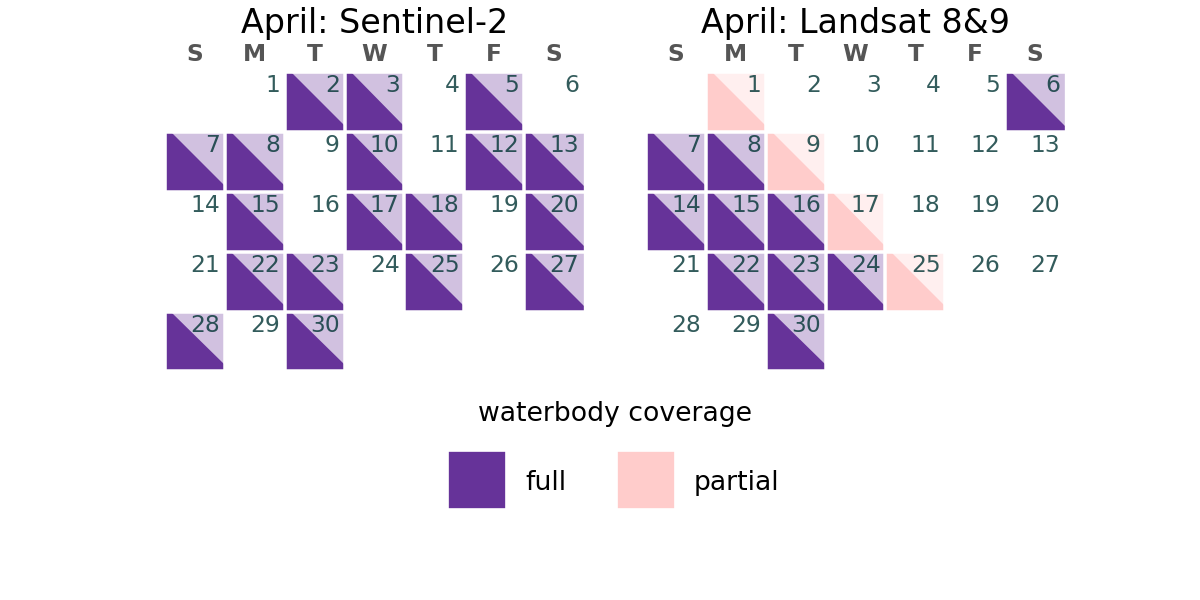 April: Sentinel-2
S M T W T F S
1 2 3 4 5 6
7 8 9 10 11 12 13
14 15 16 17 18 19 20
21 22 23 24 25 26 27
28 29 30
April: Landsat 8&9
S M T W T F S
1 2 3 4 5 6
7 8 9 10 11 12 13
14 15 16 17 18 19 20
21 22 23 24 25 26 27
28 29 30
waterbody coverage
full partial